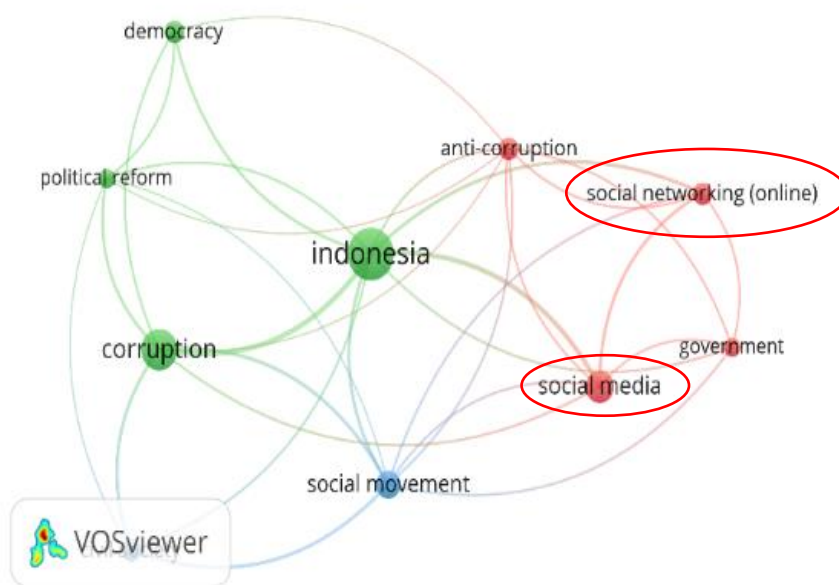 democracy
anti-corruption
political reform
social networking (online)
indonesia
corruption
government
social media
social movement
VOSviewer